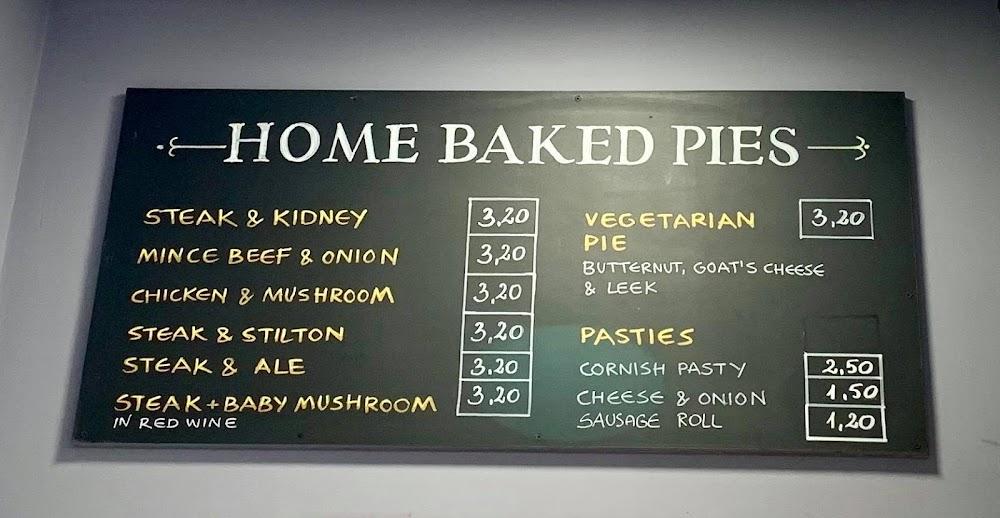 HOME BAKED PIES
STEAK & KIDNEY 3,20
MINCE BEEF & ONION 3,20
CHICKEN & MUSHROOM 3,20
STEAK & STILTON 3,20
STEAK & ALE 3.20
STEAK + BABY MUSHROOM 3,20
IN RED WINE
VEGETARIAN 3,20
PIE
BUTTERNUT, GOAT'S CHEESE
& LEEK
PASTIES
CORNISH PASTY 2,50
CHEESE & ONION 1.50
SAUSAGE ROLL 1,20